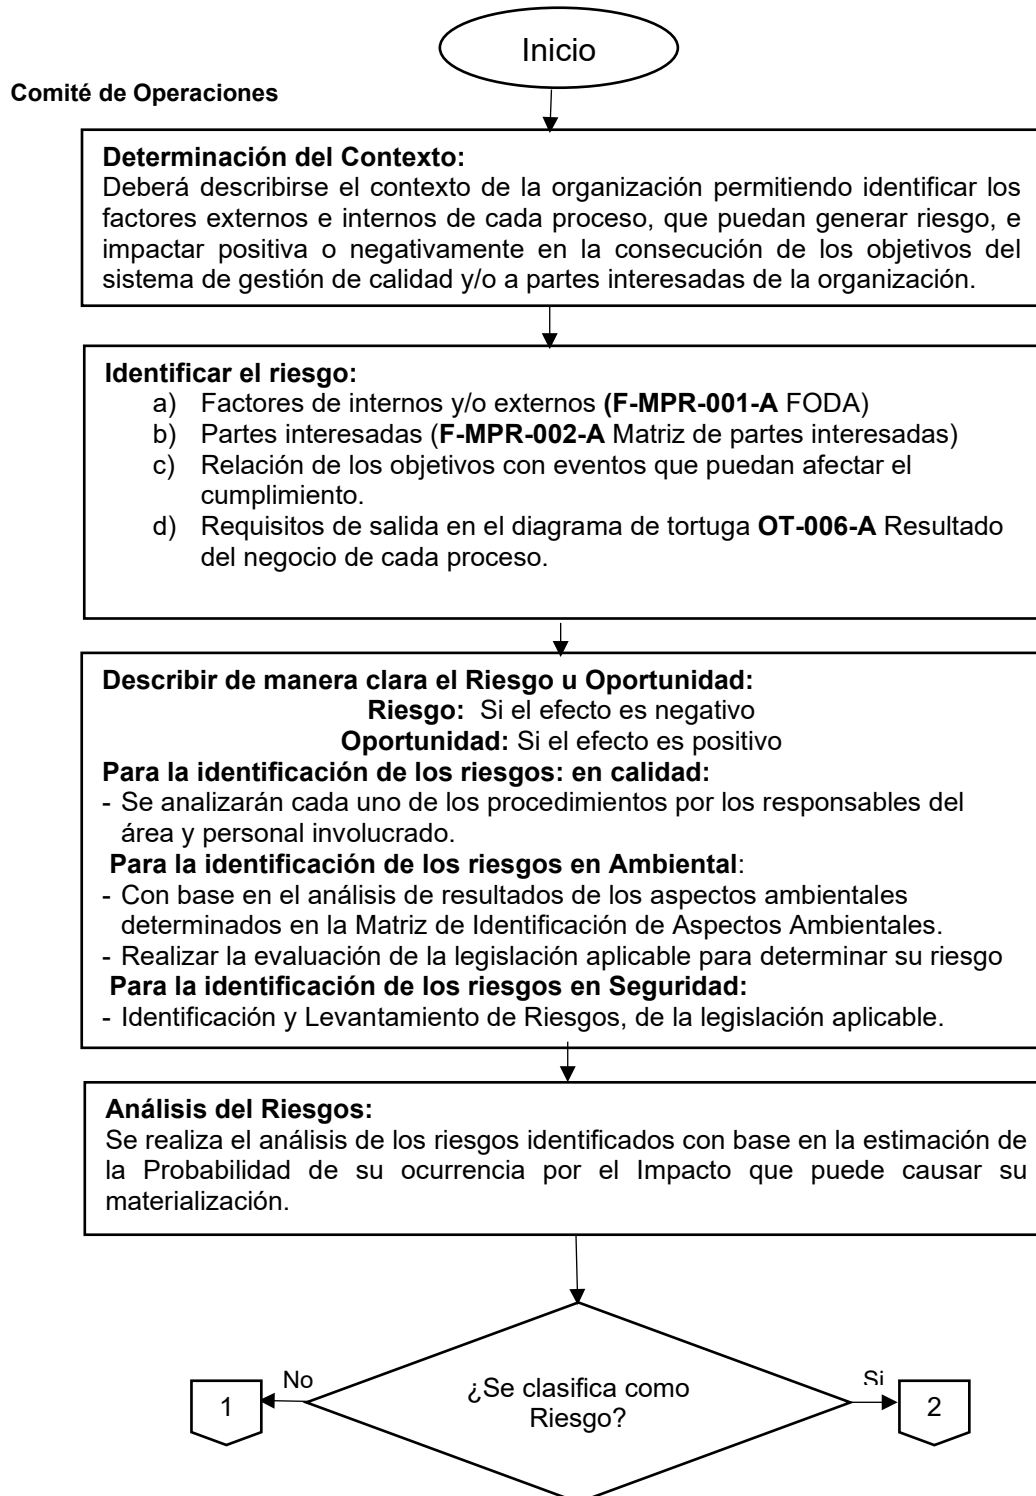 Inicio
Comité de Operaciones
Determinación del Contexto:
Deberá describirse el contexto de la organización permitiendo identificar los
factores externos e internos de cada proceso, que puedan generar riesgo, e
impactar positiva o negativamente en la consecución de los objetivos del
sistema de gestión de calidad y/o a partes interesadas de la organización.
Identificar el riesgo:
a) Factores de internos y/o externos (F-MPR-001-A FODA)
b) Partes interesadas (F-MPR-002-A Matriz de partes interesadas)
c) Relación de los objetivos con eventos que puedan afectar el
cumplimiento.
d) Requisitos de salida en el diagrama de tortuga OT-006-A Resultado
del negocio de cada proceso.
Describir de manera clara el Riesgo u Oportunidad:
Riesgo: Si el efecto es negativo
Oportunidad: Si el efecto es positivo
Para la identificación de los riesgos: en calidad:
- Se analizarán cada uno de los procedimientos por los responsables del
área y personal involucrado.
Para la identificación de los riesgos en Ambiental:
- Con base en el análisis de resultados de los aspectos ambientales
determinados en la Matriz de Identificación de Aspectos Ambientales.
- Realizar la evaluación de la legislación aplicable para determinar su riesgo
Para la identificación de los riesgos en Seguridad:
- Identificación y Levantamiento de Riesgos, de la legislación aplicable.
Análisis del Riesgos:
Se realiza el análisis de los riesgos identificados con base en la estimación de
la Probabilidad de su ocurrencia por el Impacto que puede causar su
materialización.
No
Si
1
¿Se clasifica como
Riesgo?
2